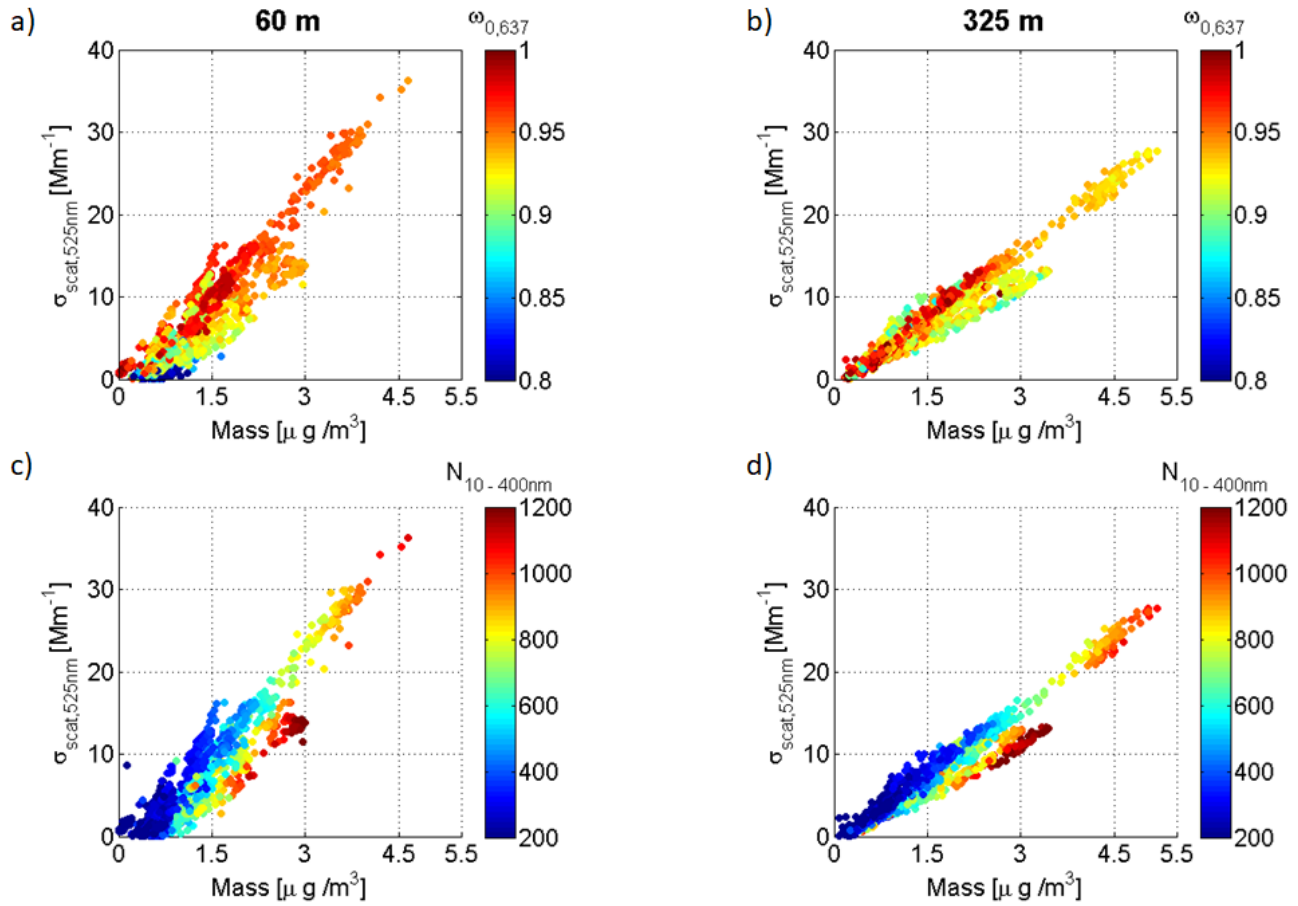 a) 60 m ω0,637
b) 325 m ω0,637
40 1
30 0.95
20 0.9
10 0.85
0 0.8
0 1.5 3 4.5 5.5
σscat,525nm [Mm-1]
Mass [μ g /m3]
40 1
30 0.95
20 0.9
10 0.85
0 0.8
0 1.5 3 4.5 5.5
σscat,525nm [Mm-1]
Mass [μ g /m3]
c) N10 - 400nm
40 1200
30 1000
20 800
10 600
400
0 200
0 1.5 3 4.5 5.5
σscat,525nm [Mm-1]
Mass [μ g /m3]
d) N10 - 400nm
40 1200
30 1000
20 800
10 600
400
0 200
0 1.5 3 4.5 5.5
σscat,525nm [Mm-1]
Mass [μ g /m3]